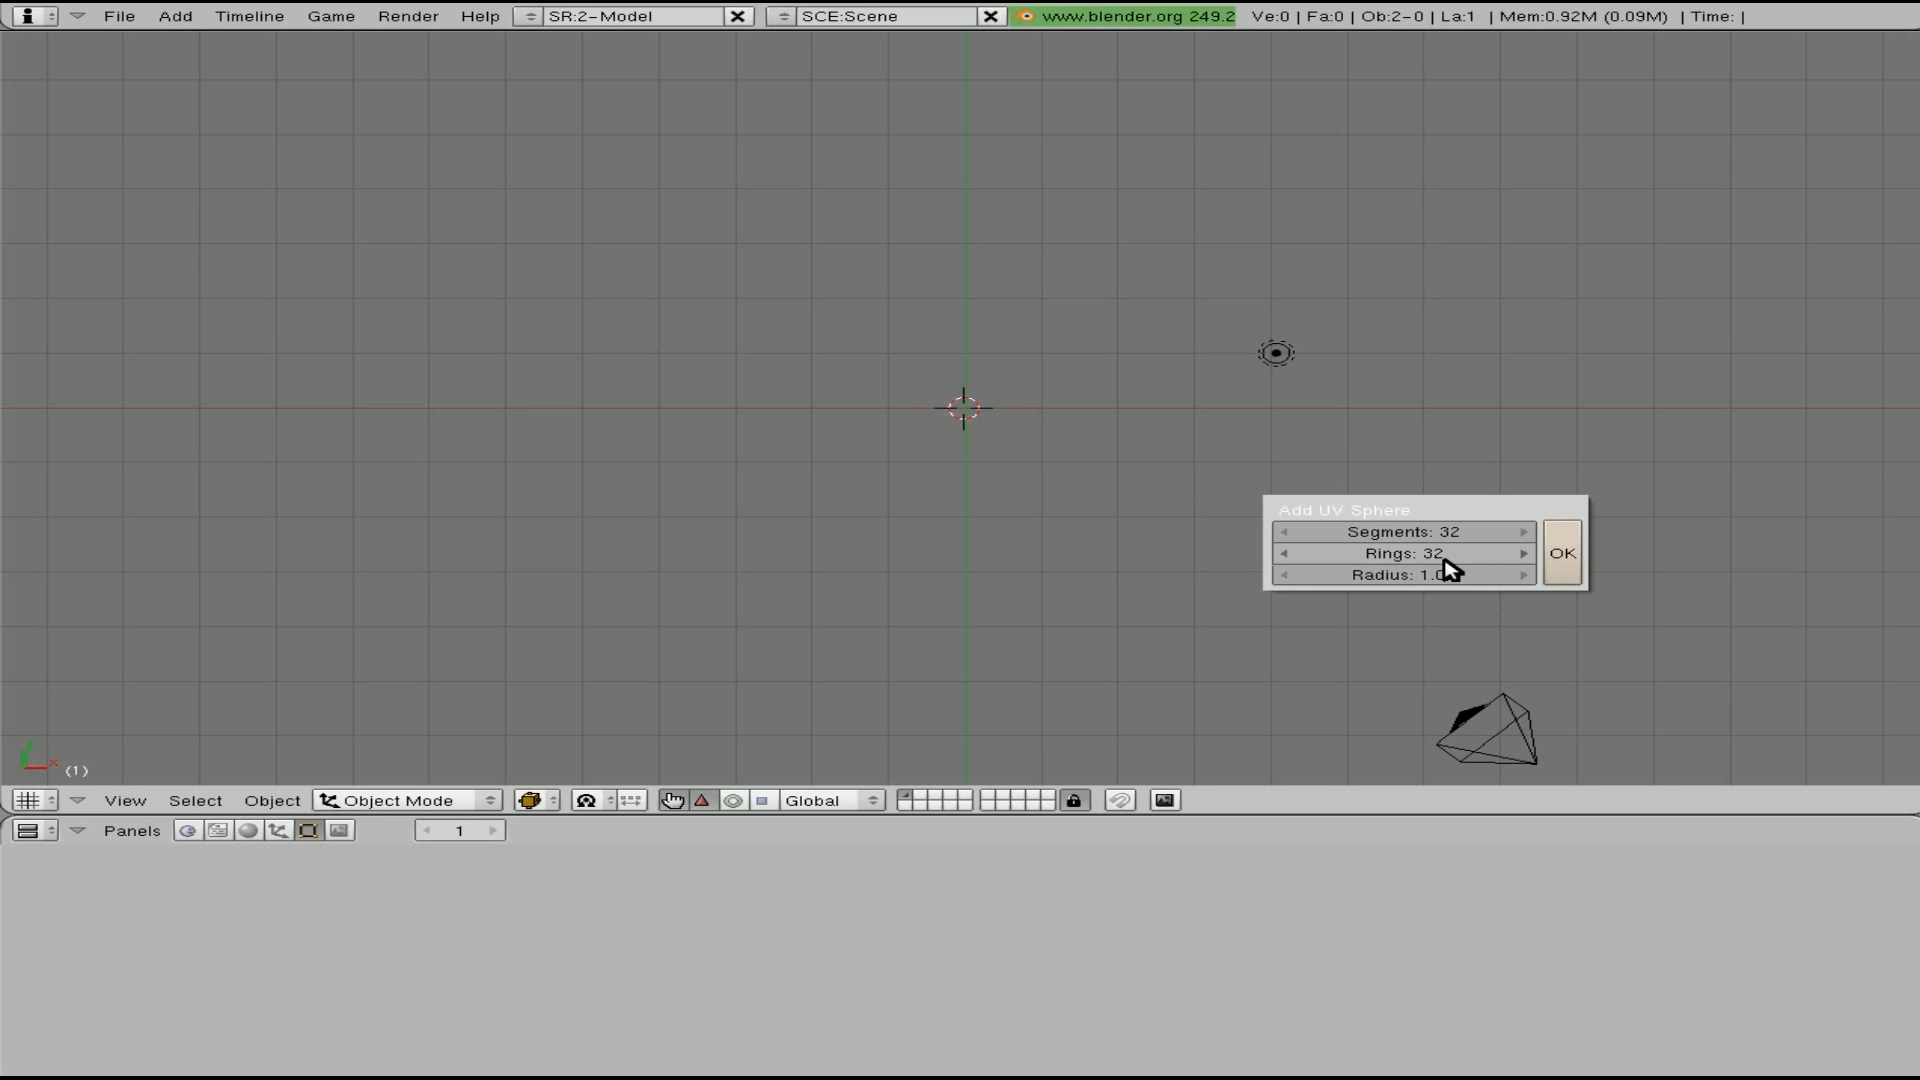 File Add Timeline Game Render Help SR:2-Model SCE:Scene www.blender.org 249.2 Ve:0 | Fa:0 | Ob:2-0 | La:1 | Mem:0.92M (0.09M) | Time: |
Add UV Sphere
Segments: 32
Rings: 32
OK
Radius: 1.0
(1)
View Select Object Object Mode Global
Panels 1